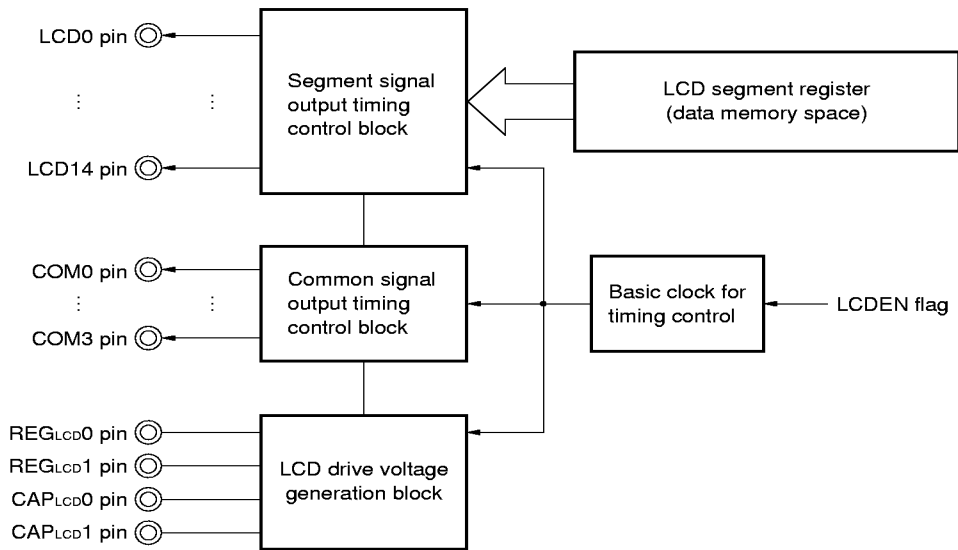 LCD0 pin
LCD14 pin
Segment signal
output timing
control block
LCD segment register
(data memory space)
COM0 pin
COM3 pin
Common signal
output timing
control block
Basic clock for
timing control
LCDEN flag
REGLCD0 pin
REGLCD1 pin
CAPLCD0 pin
CAPLCD1 pin
LCD drive voltage
generation block